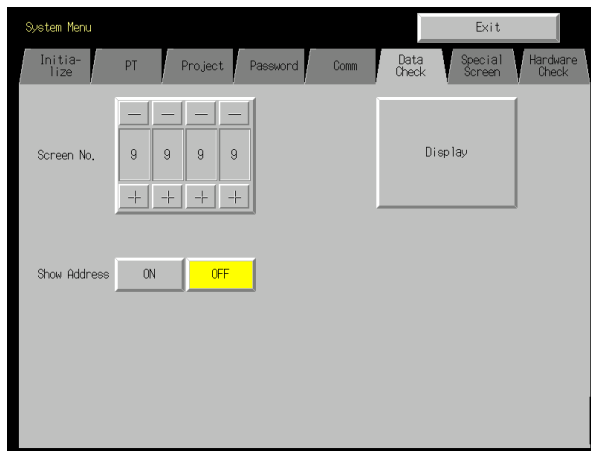 System Menu
Exit
Initia-
lize
PT
Project
Password
Comm
Data
Check
Special
Screen
Hardware
Check
— — — —
Screen No. 9 9 9 9
+ + + +
Display
Show Address ON OFF